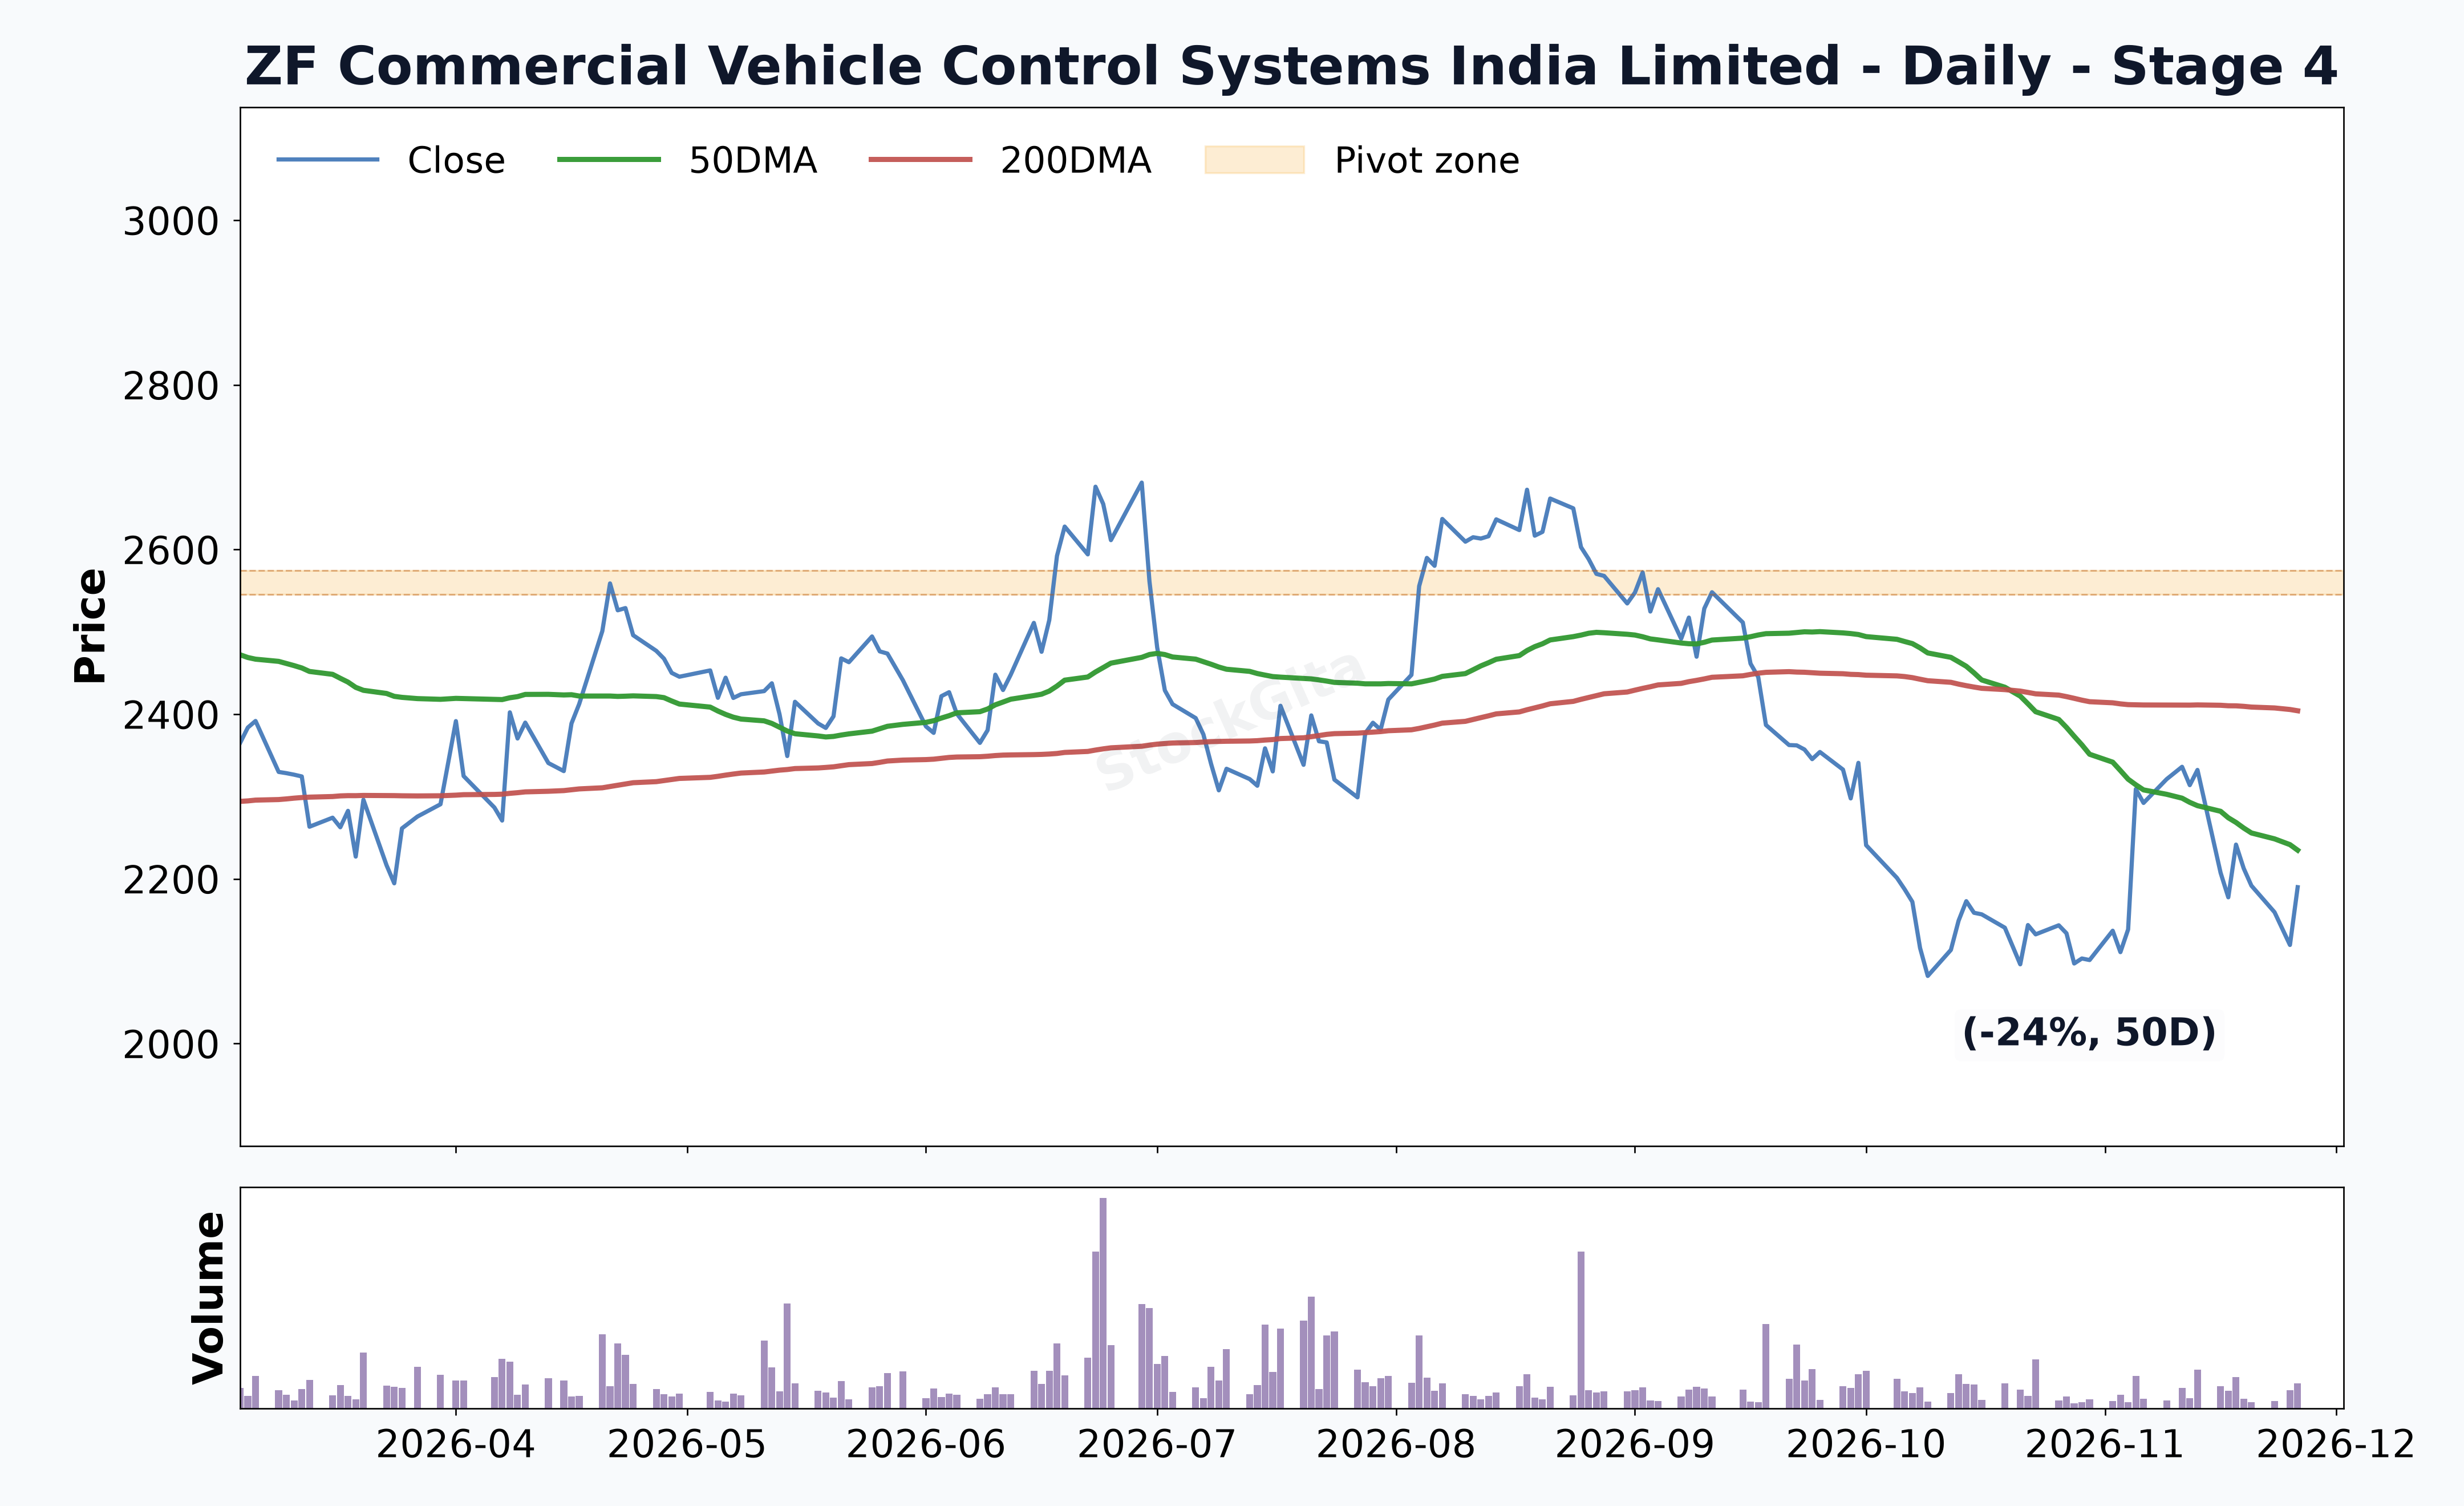 ZF Commercial Vehicle Control Systems India Limited - Daily - Stage 4
Close
50DMA
200DMA
Pivot zone
Price
3000
2800
2600
2400
2200
2000
StockGita
(-24%, 50D)
Volume
2026-04
2026-05
2026-06
2026-07
2026-08
2026-09
2026-10
2026-11
2026-12